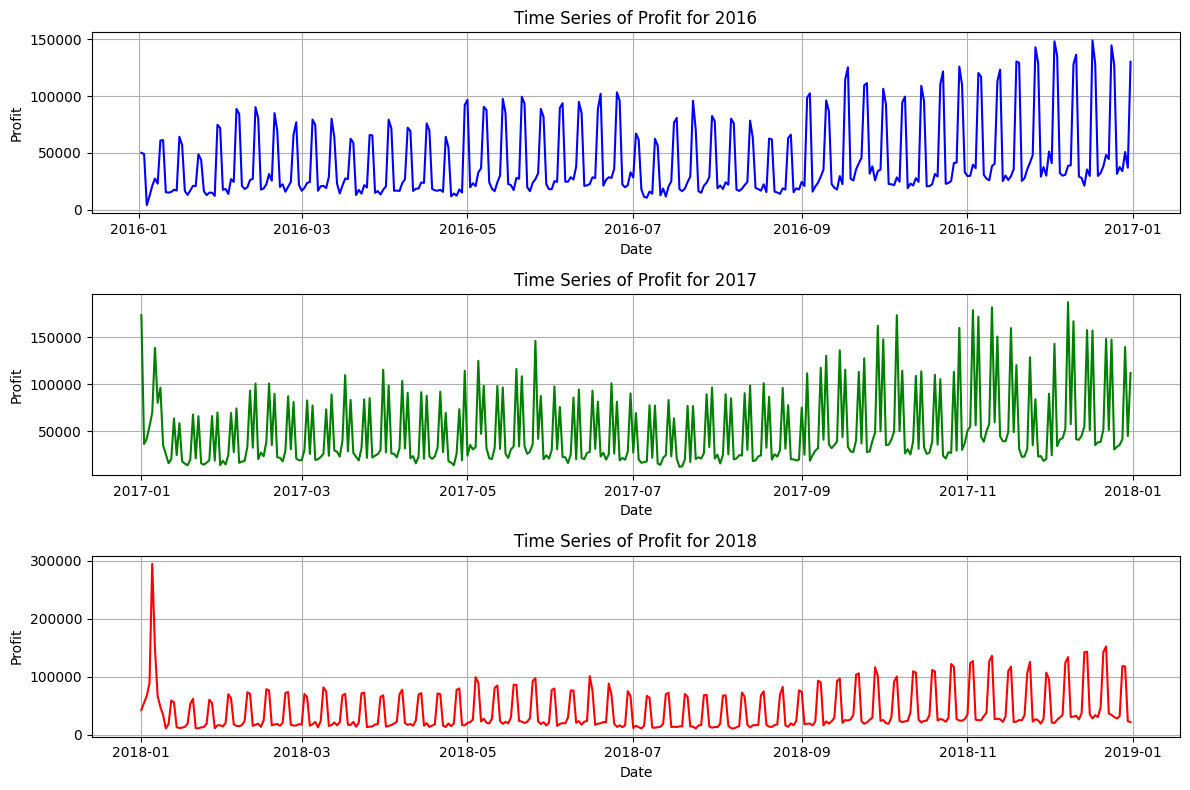 Time Series of Profit for 2016
Profit
150000
100000
50000
0
2016-01 2016-03 2016-05 2016-07 2016-09 2016-11 2017-01
Date
Time Series of Profit for 2017
Profit
150000
100000
50000
2017-01 2017-03 2017-05 2017-07 2017-09 2017-11 2018-01
Date
Time Series of Profit for 2018
Profit
300000
200000
100000
0
2018-01 2018-03 2018-05 2018-07 2018-09 2018-11 2019-01
Date